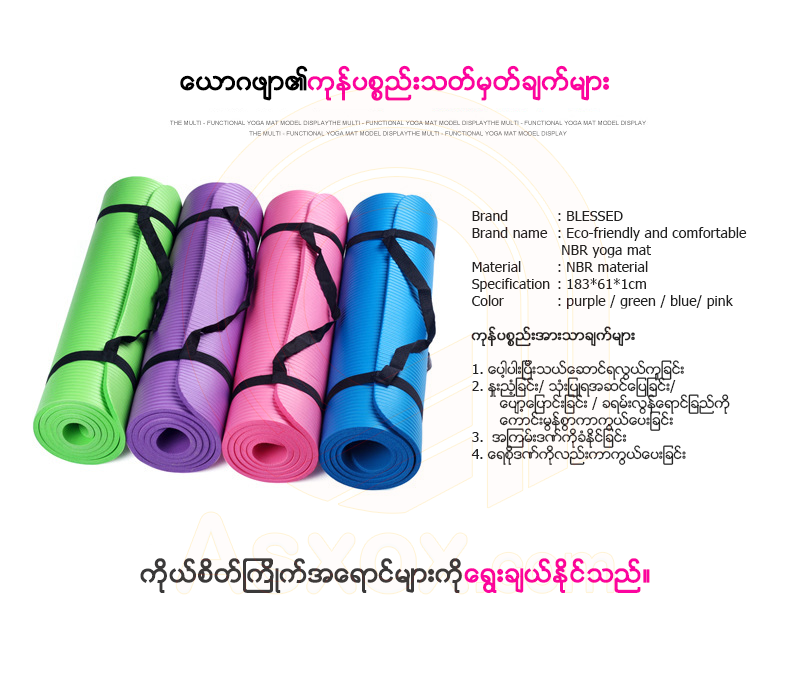 ယောဂဖျာ၏ကုန်ပစ္စည်းသတ်မှတ်ချက်များ
THE MULTI - FUNCTIONAL YOGA MAT MODEL DISPLAYTHE MULTI - FUNCTIONAL YOGA MAT MODEL DISPLAYTHE MULTI - FUNCTIONAL YOGA MAT MODEL DISPLAY
THE MULTI - FUNCTIONAL YOGA MAT MODEL DISPLAYTHE MULTI - FUNCTIONAL YOGA MAT MODEL DISPLAY
Brand : BLESSED
Brand name : Eco-friendly and comfortable
NBR yoga mat
Material : NBR material
Specification : 183*61*1cm
Color : purple / green / blue/ pink
ကုန်ပစ္စည်းအားသာချက်များ
1. ပေါ့ပါးပြီးသယ်ဆောင်ရလွယ်ကူခြင်း
2. နူးညံ့ခြင်း/ သုံးပြုရအဆင်ပြေခြင်း/
ပျော့ပြောင်းခြင်း / ခရမ်းလွန်ရောင်ခြည်ကို
ကောင်းမွန်စွာကာကွယ်ပေးခြင်း
3. အကြမ်းဒဏ်ကိုခံနိုင်ခြင်း
4. ရေစိုဒဏ်ကိုလည်းကာကွယ်ပေးခြင်း
Asxox.com
ကိုယ်စိတ်ကြိုက်အရောင်များကိုရွေးချယ်နိုင်သည်။